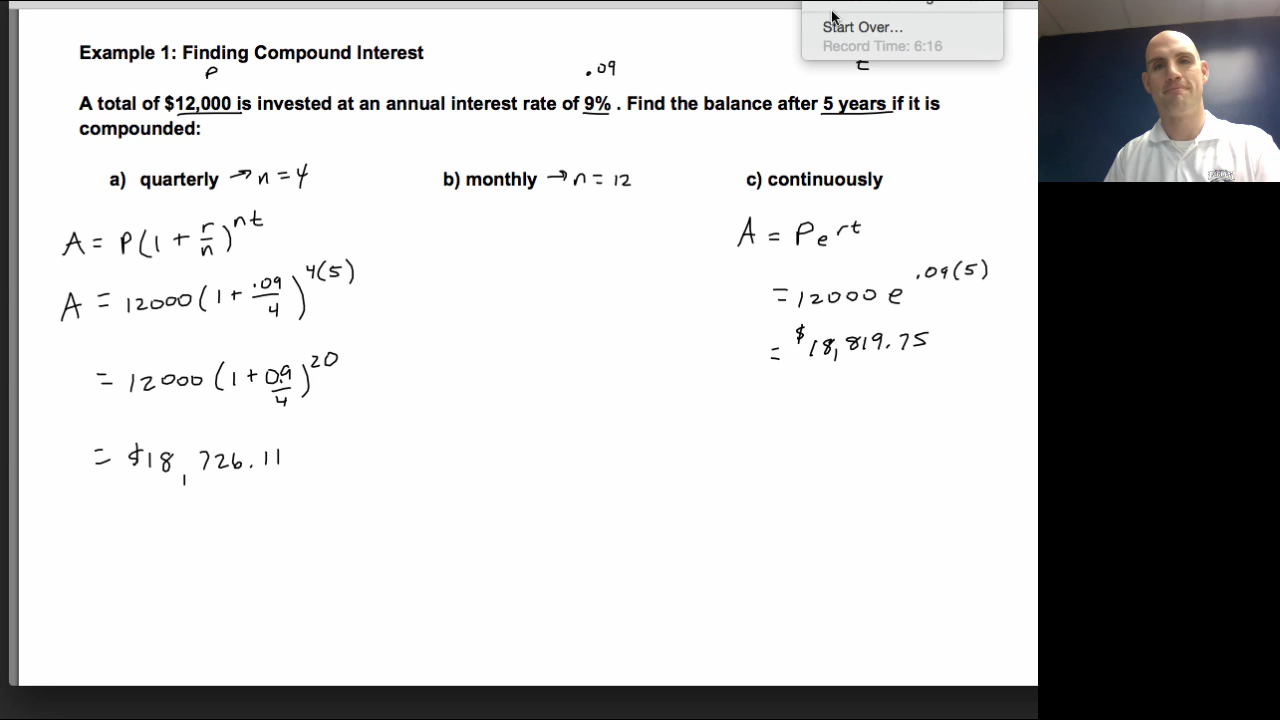 Start Over…
Record Time: 6:16
Example 1: Finding Compound Interest
P .09 t
A total of $12,000 is invested at an annual interest rate of 9% . Find the balance after 5 years if it is
compounded:
a) quarterly → n = 4 b) monthly → n = 12 c) continuously
A = P(1 + r/n)^nt
A = 12000(1 + .09/4)^4(5)
= 12000 (1 + 0.9/4)^20
= $18,726.11
A = Pe^rt
= 12000 e^.09(5)
= $18,819.75